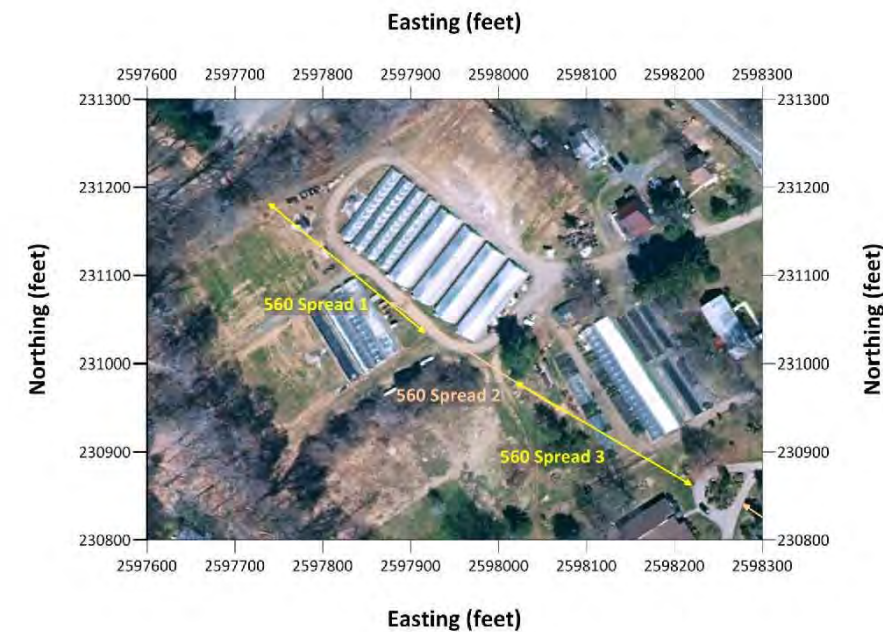 Easting (feet)
2597600 2597700 2597800 2597900 2598000 2598100 2598200 2598300
231300 231300
231200 231200
231100 231100
231000 231000
230900 230900
230800 230800
Northing (feet)
Northing (feet)
560 Spread 1
560 Spread 2
560 Spread 3
2597600 2597700 2597800 2597900 2598000 2598100 2598200 2598300
Easting (feet)